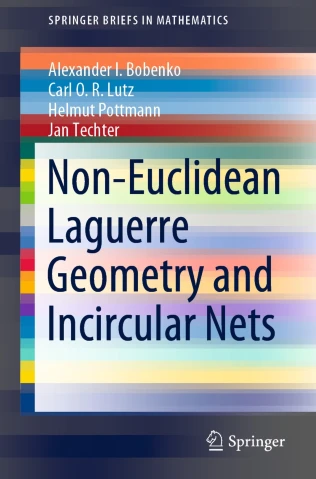 SPRINGER BRIEFS IN MATHEMATICS
Alexander I. Bobenko
Carl O. R. Lutz
Helmut Pottmann
Jan Techter
Non-Euclidean
Laguerre
Geometry and
Incircular Nets
Springer